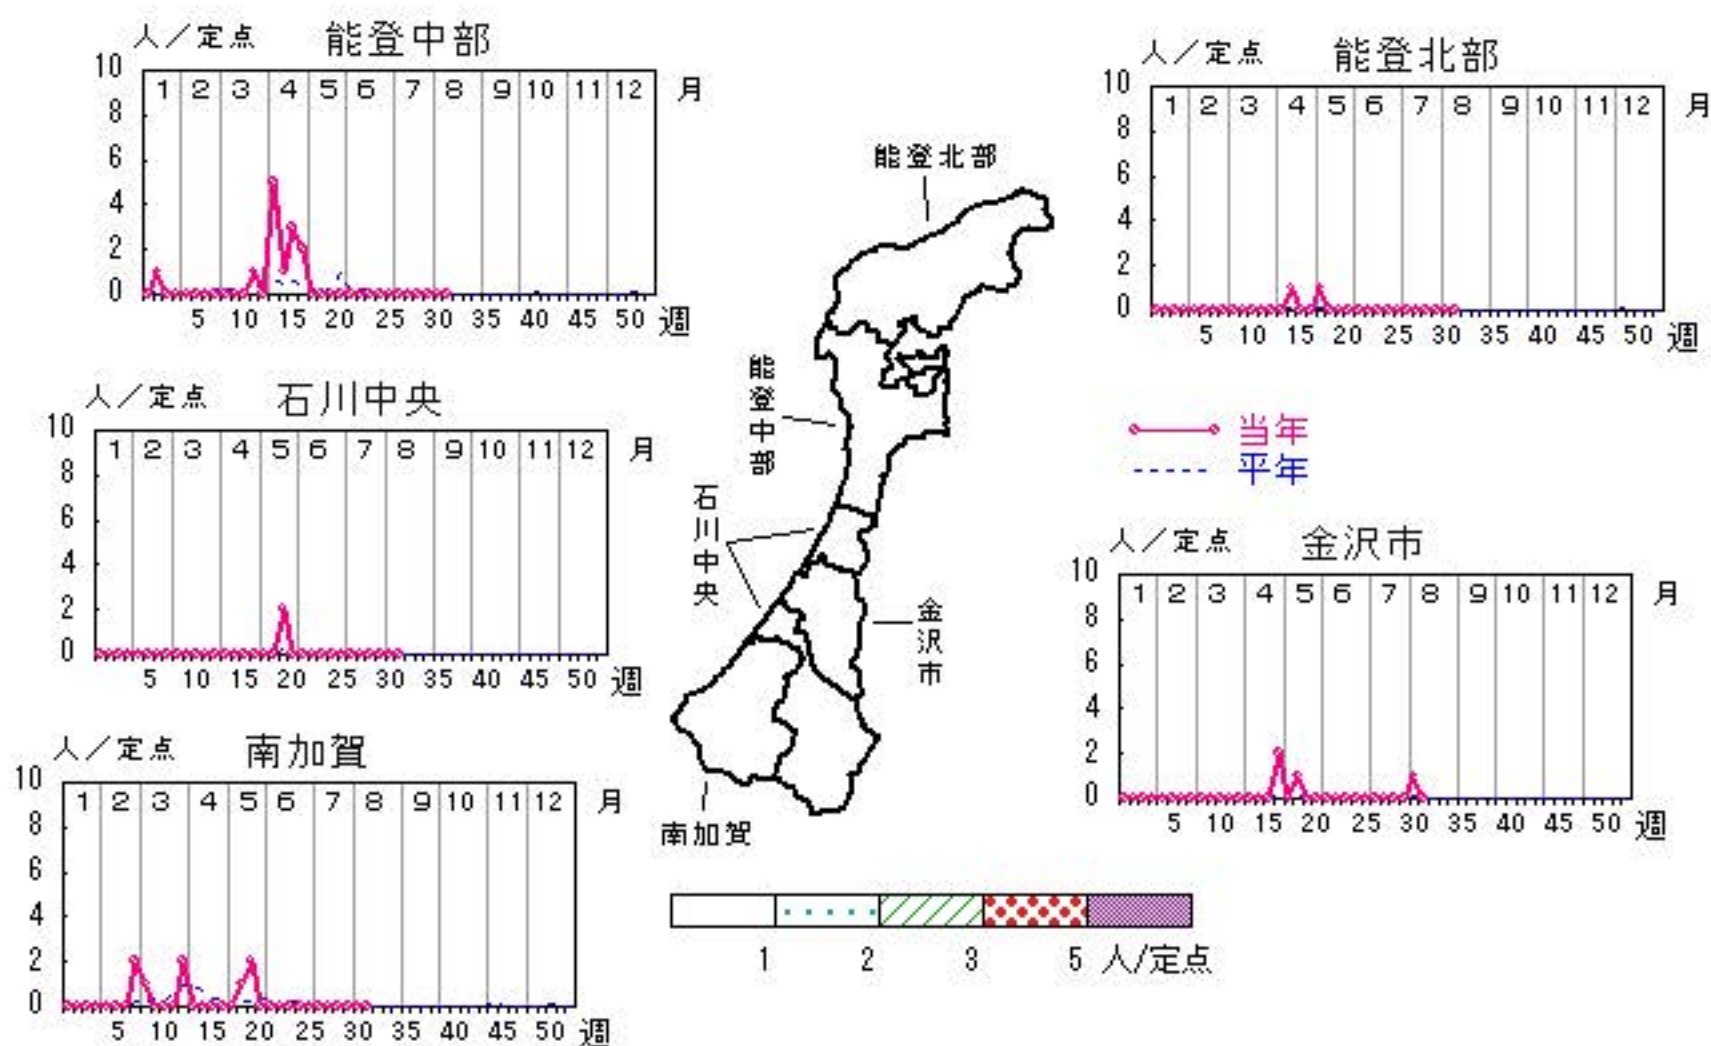 人／定点 能登中部
10 8 6 4 2 0
1 2 3 4 5 6 7 8 9 10 11 12 月
5 10 15 20 25 30 35 40 45 50 週
人／定点 能登北部
10 8 6 4 2 0
1 2 3 4 5 6 7 8 9 10 11 12 月
5 10 15 20 25 30 35 40 45 50 週
人／定点 石川中央
10 8 6 4 2 0
1 2 3 4 5 6 7 8 9 10 11 12 月
5 10 15 20 25 30 35 40 45 50 週
能登北部
能登中部
石川中央
金沢市
南加賀
当年
平年
人／定点 金沢市
10 8 6 4 2 0
1 2 3 4 5 6 7 8 9 10 11 12 月
5 10 15 20 25 30 35 40 45 50 週
人／定点 南加賀
10 8 6 4 2 0
1 2 3 4 5 6 7 8 9 10 11 12 月
5 10 15 20 25 30 35 40 45 50 週
1 2 3 5 人/定点